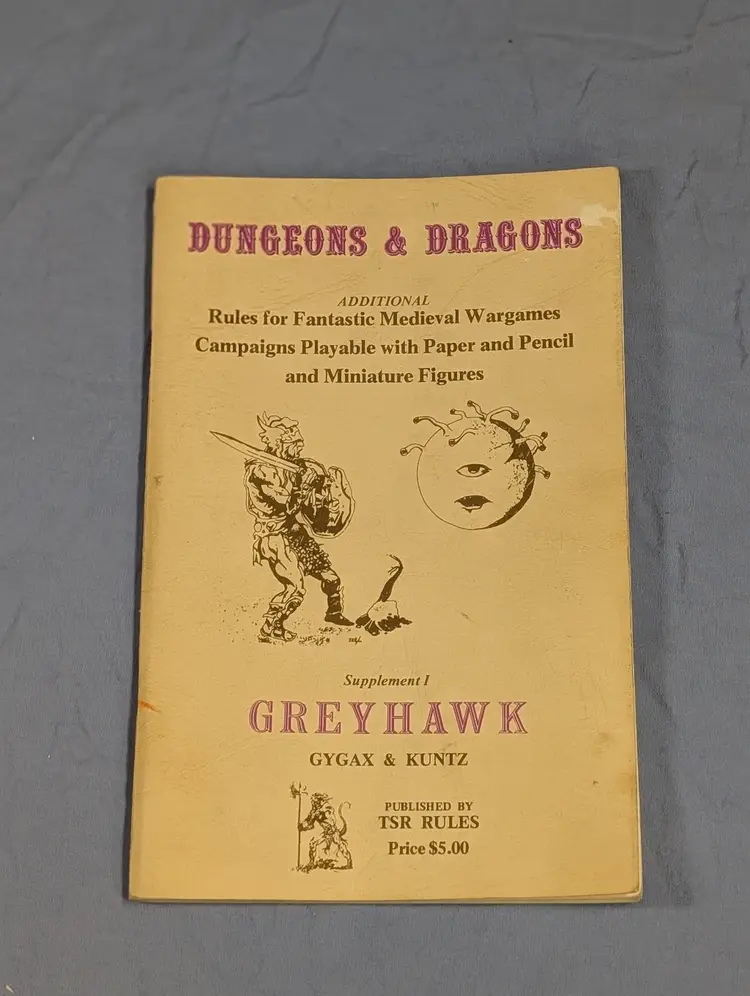 DUNGEONS & DRAGONS
ADDITIONAL
Rules for Fantastic Medieval Wargames
Campaigns Playable with Paper and Pencil
and Miniature Figures
Supplement I
GREYHAWK
GYGAX & KUNTZ
PUBLISHED BY
TSR RULES
Price $5.00